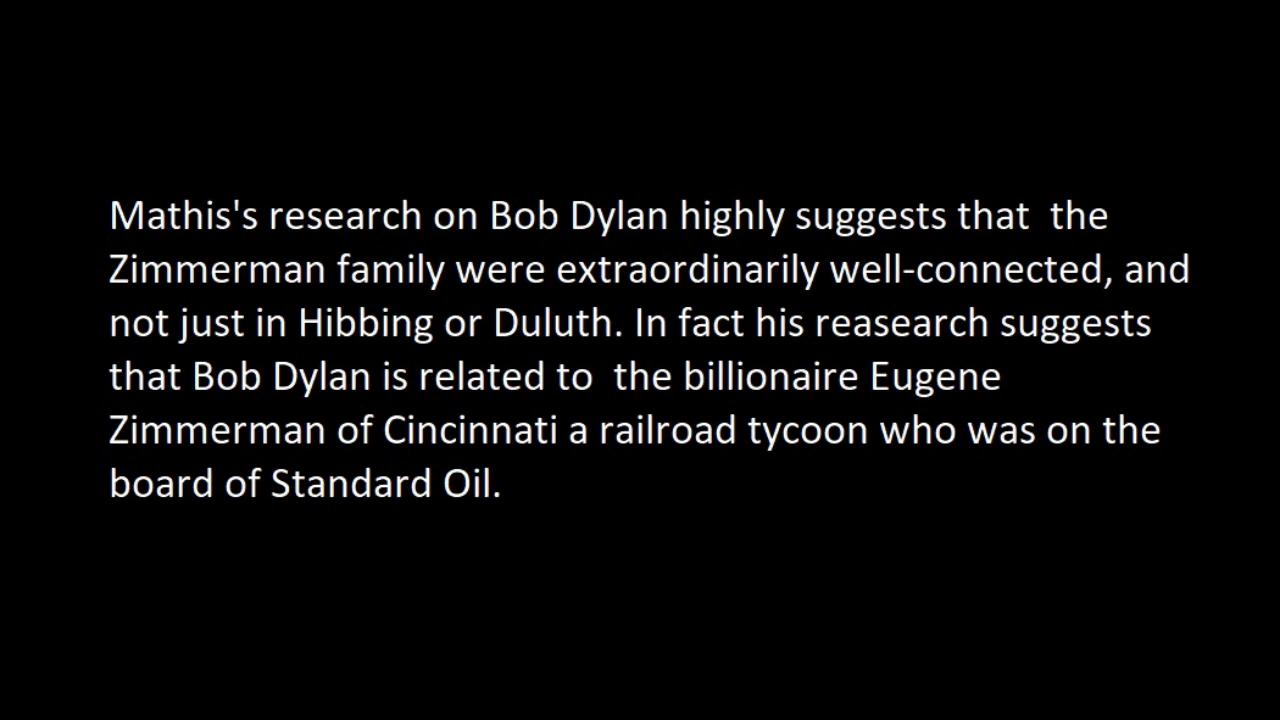 Mathis's research on Bob Dylan highly suggests that  the
Zimmerman family were extraordinarily well-connected, and
not just in Hibbing or Duluth. In fact his reasearch suggests
that Bob Dylan is related to  the billionaire Eugene
Zimmerman of Cincinnati a railroad tycoon who was on the
board of Standard Oil.